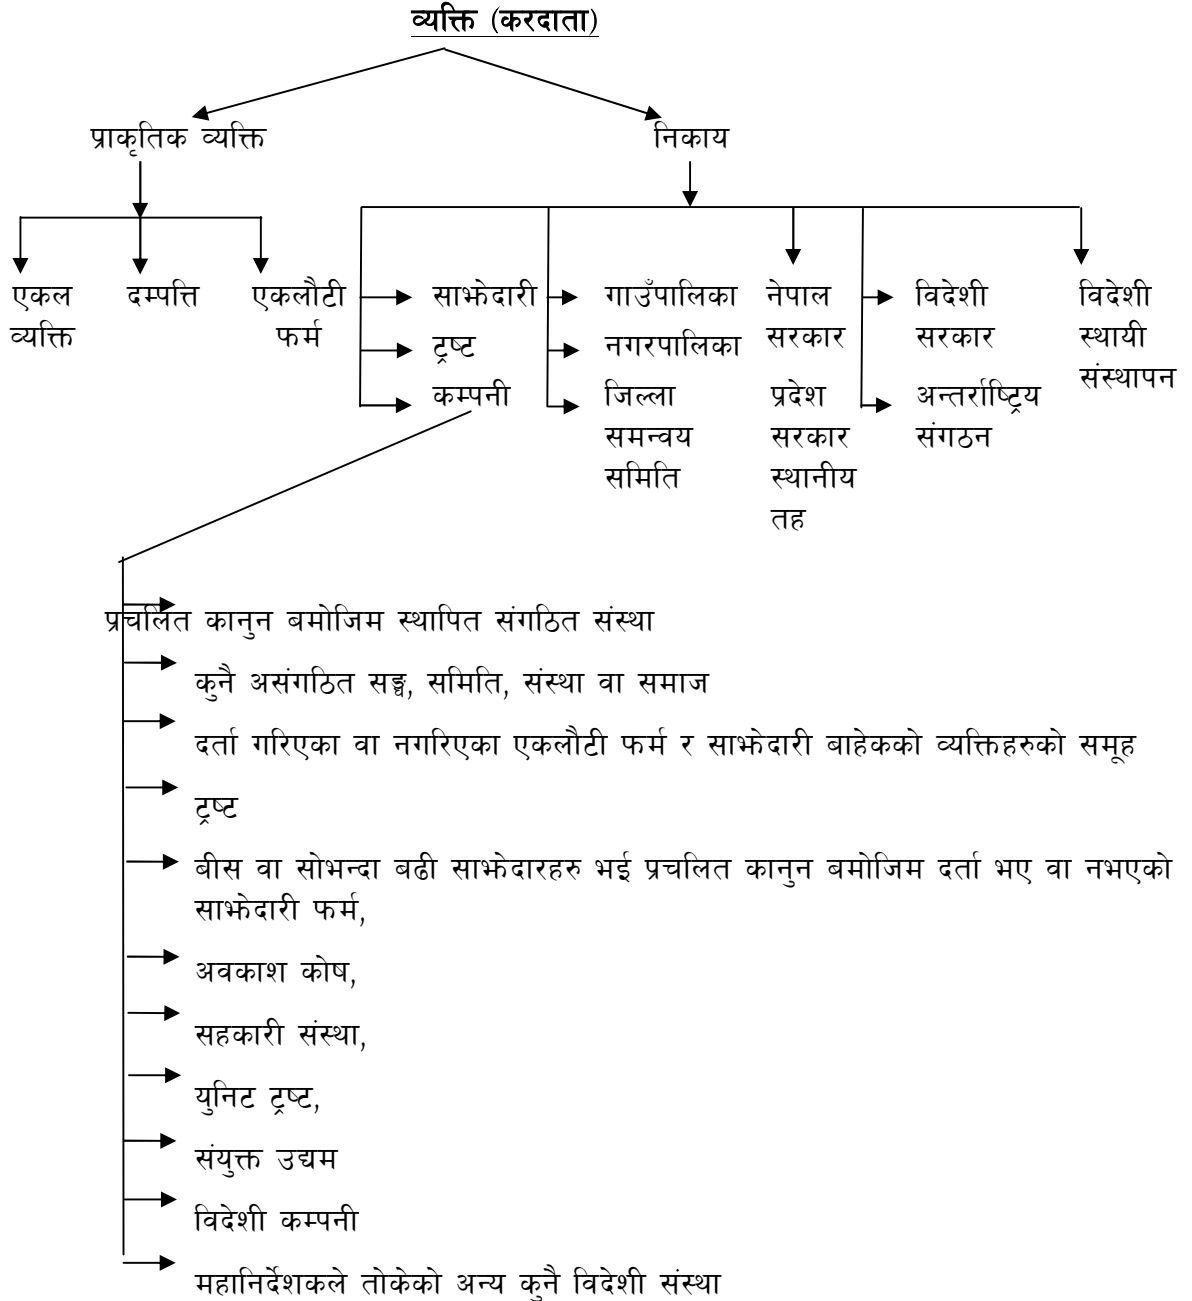 व्यक्ति (करदाता)
प्राकृतिक व्यक्ति
निकाय
एकल
व्यक्ति
दम्पत्ति
एकलौटी
फर्म
साझेदारी
ट्रष्ट
कम्पनी
गाउँपालिका
नगरपालिका
जिल्ला
समन्वय
समिति
नेपाल
सरकार
प्रदेश
सरकार
स्थानीय
तह
विदेशी
सरकार
अन्तर्राष्ट्रिय
संगठन
विदेशी
स्थायी
संस्थापन
प्रचलित कानुन बमोजिम स्थापित संगठित संस्था
कुनै असंगठित सङ्घ, समिति, संस्था वा समाज
दर्ता गरिएका वा नगरिएका एकलौटी फर्म र साझेदारी बाहेकको व्यक्तिहरुको समूह
ट्रष्ट
बीस वा सोभन्दा बढी साझेदारहरु भई प्रचलित कानुन बमोजिम दर्ता भए वा नभएको
साझेदारी फर्म,
अवकाश कोष,
सहकारी संस्था,
युनिट ट्रष्ट,
संयुक्त उद्यम
विदेशी कम्पनी
महानिर्देशकले तोकेको अन्य कुनै विदेशी संस्था